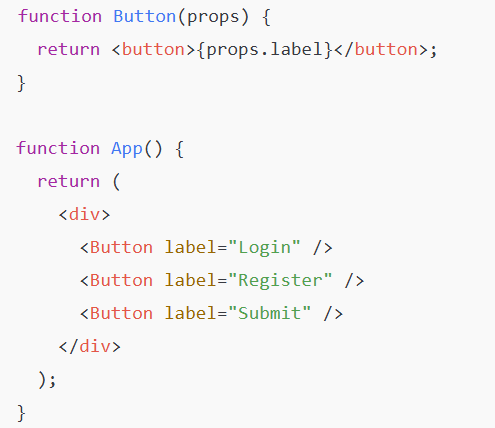 function Button(props) {
  return <button>{props.label}</button>;
}

function App() {
  return (
    <div>
      <Button label="Login" />
      <Button label="Register" />
      <Button label="Submit" />
    </div>
  );
}